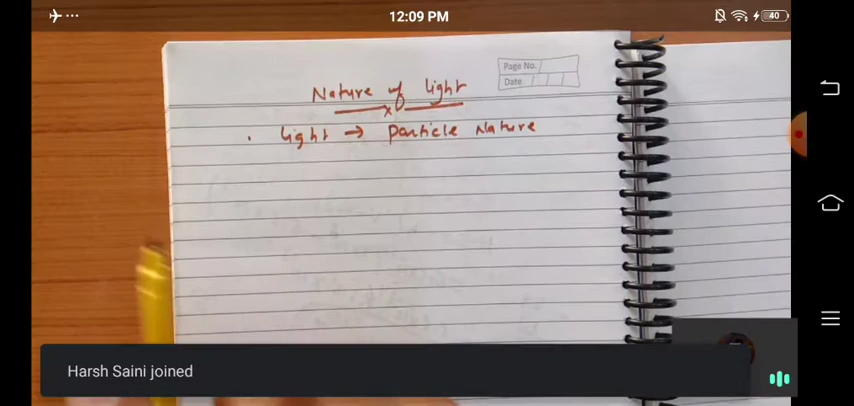 12:09 PM
40
Page No.
Date
Nature of light
. light → Particle Nature
Harsh Saini joined